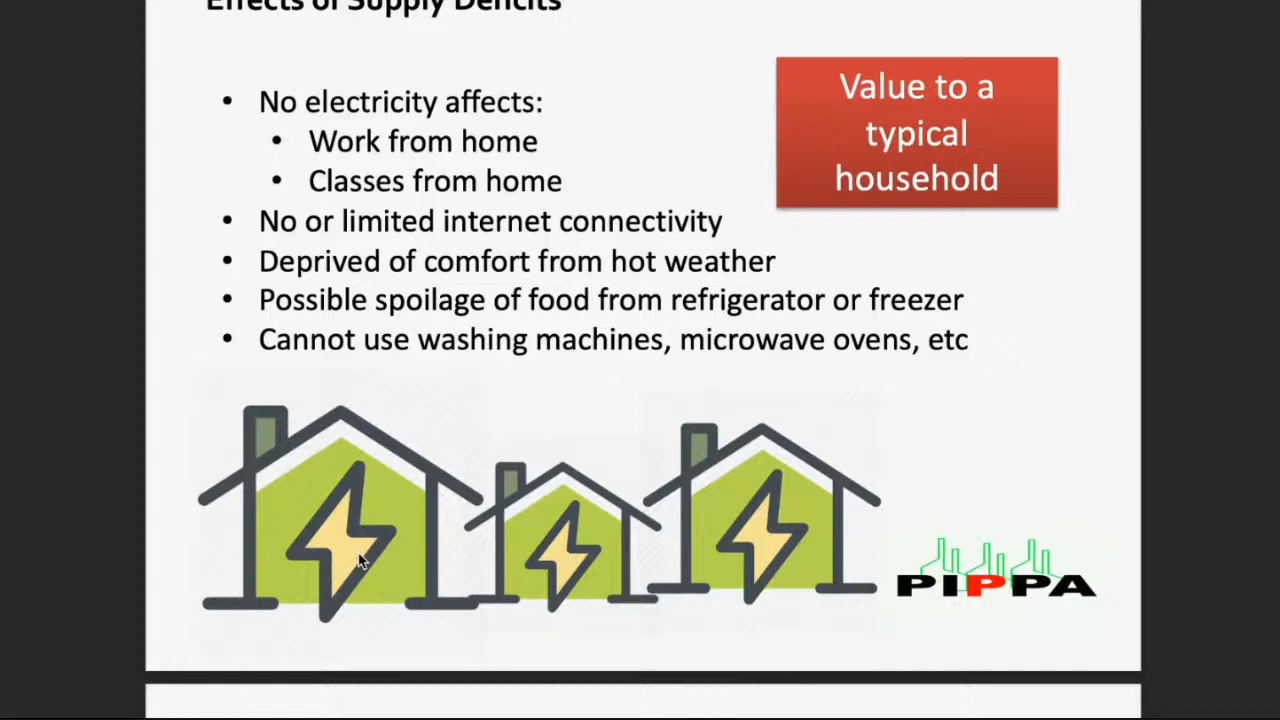 Effects of Supply Deficits
• No electricity affects:
• Work from home
• Classes from home
• No or limited internet connectivity
• Deprived of comfort from hot weather
• Possible spoilage of food from refrigerator or freezer
• Cannot use washing machines, microwave ovens, etc
Value to a
typical
household
PIPPA